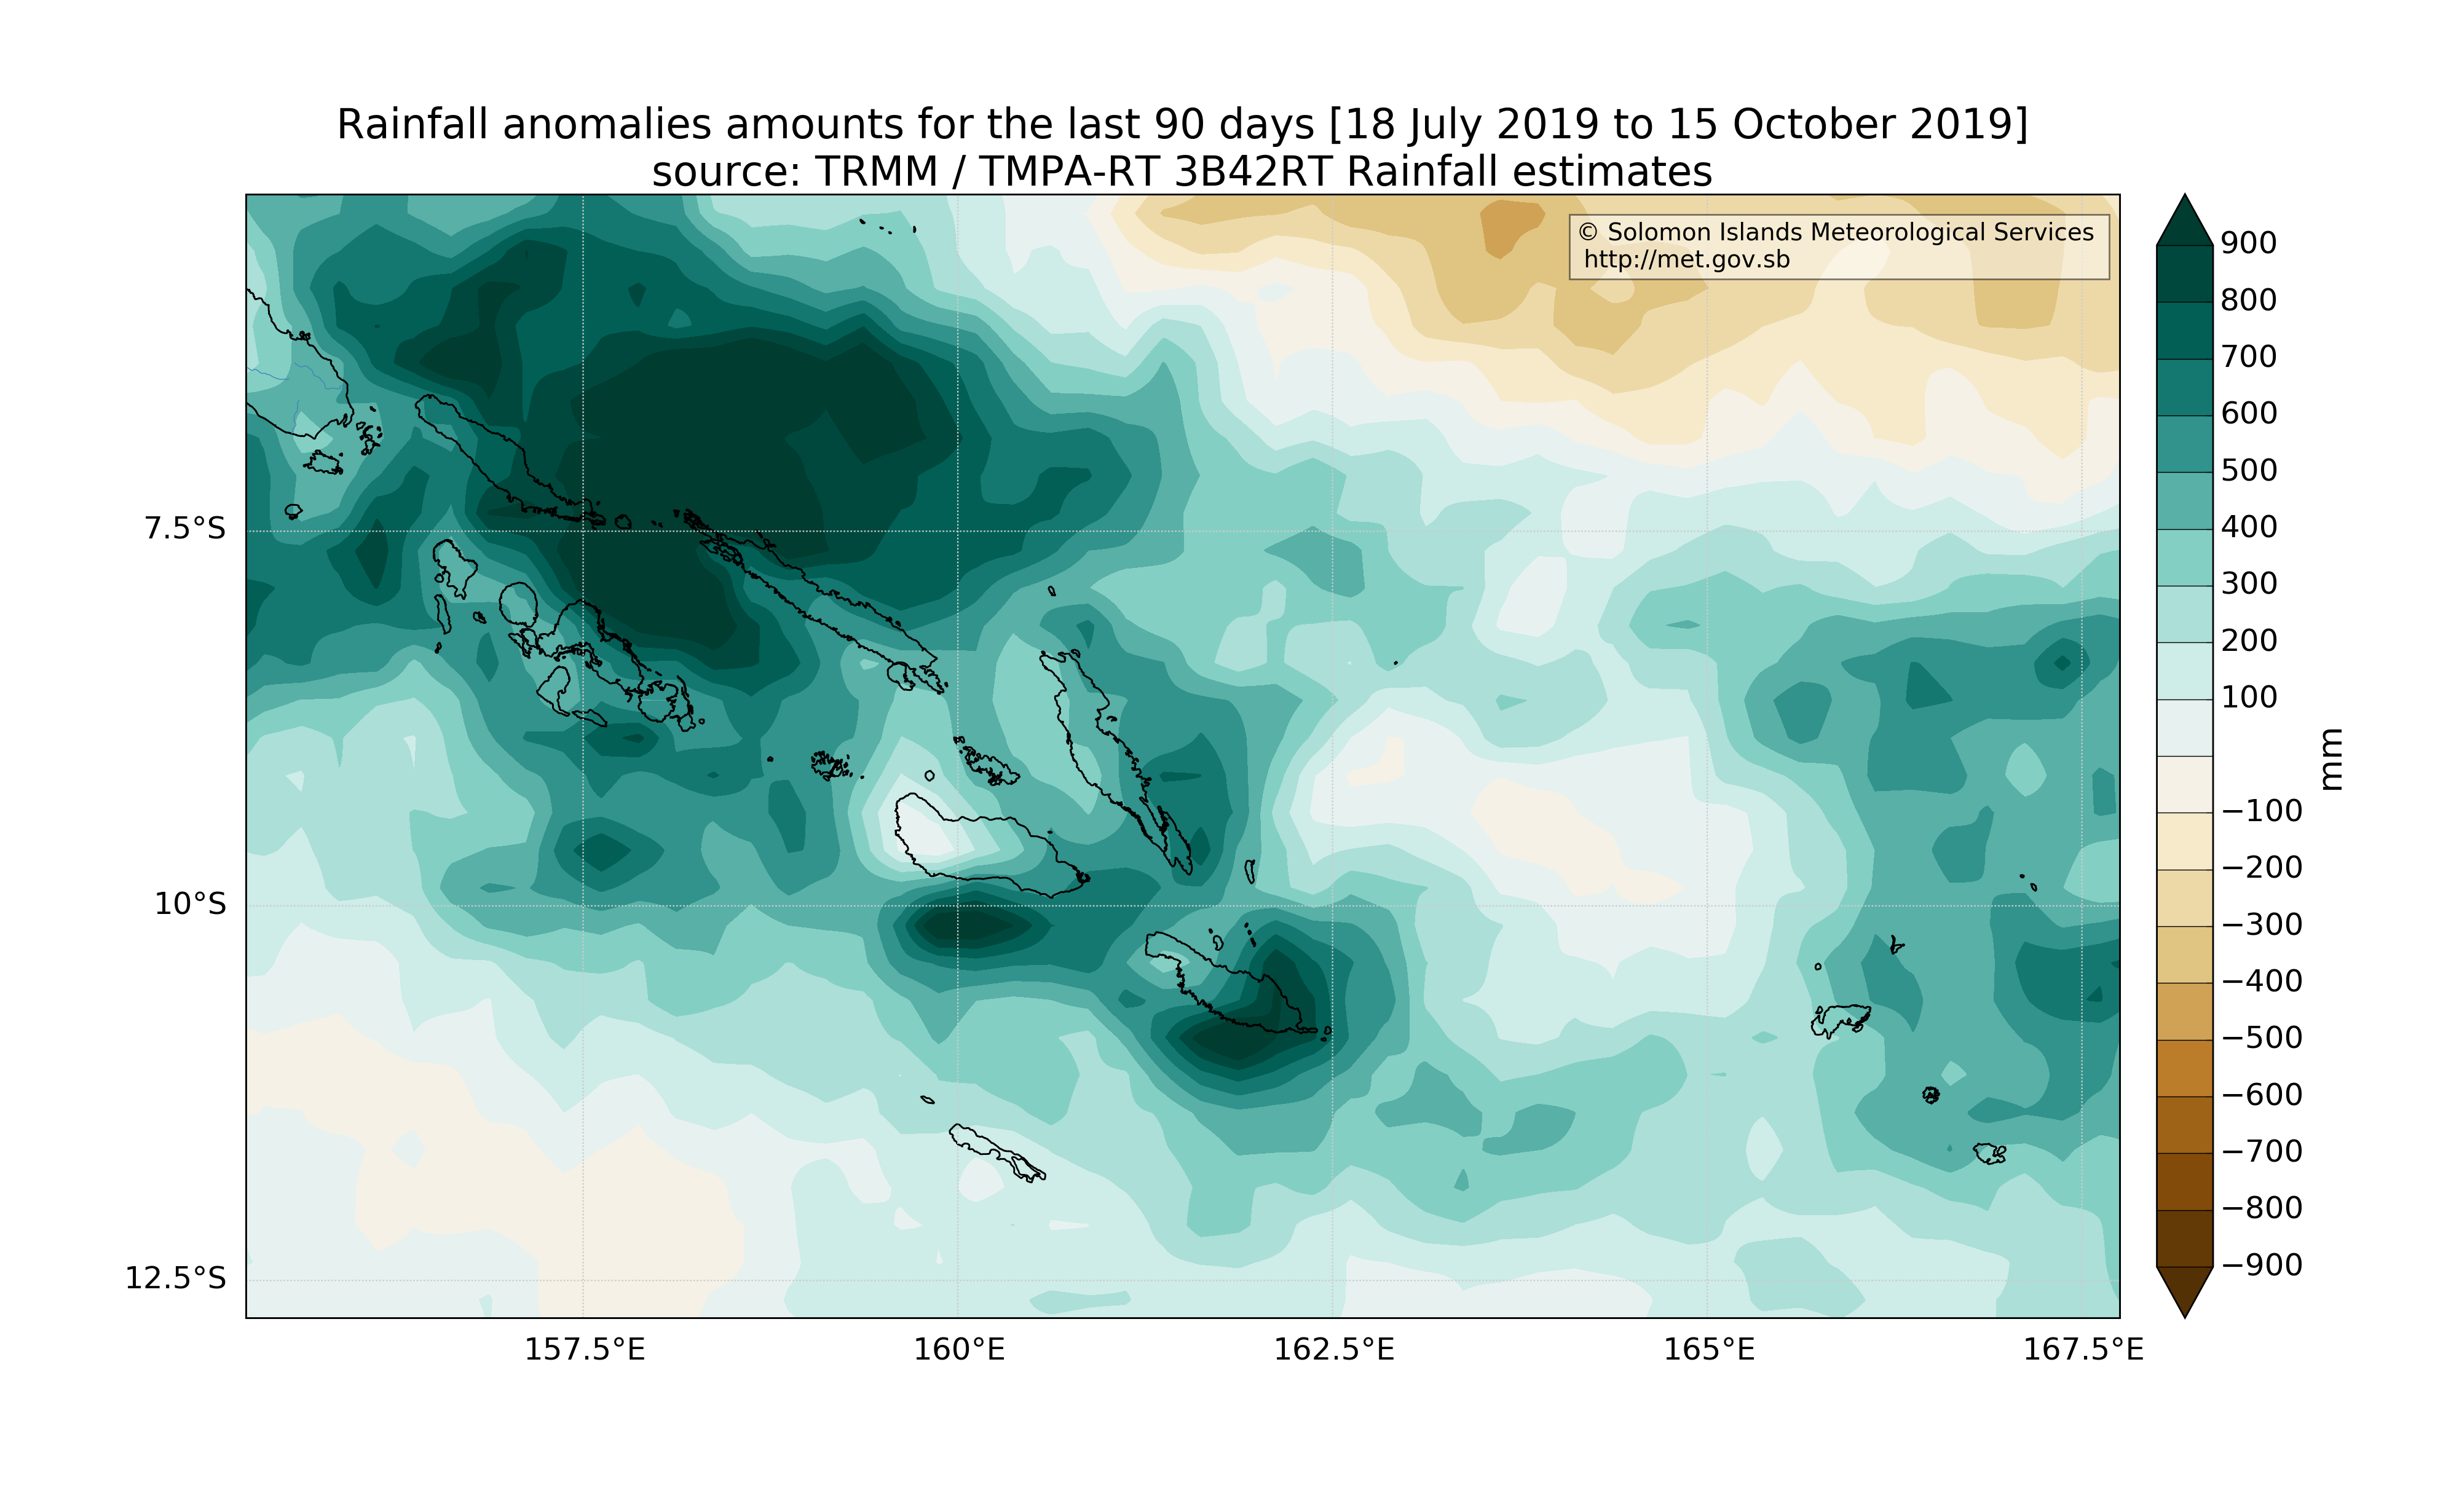 Rainfall anomalies amounts for the last 90 days [18 July 2019 to 15 October 2019]
source: TRMM / TMPA-RT 3B42RT Rainfall estimates
© Solomon Islands Meteorological Services
http://met.gov.sb
7.5°S
10°S
12.5°S
157.5°E
160°E
162.5°E
165°E
167.5°E
900
800
700
600
500
400
300
200
100
−100
−200
−300
−400
−500
−600
−700
−800
−900
mm